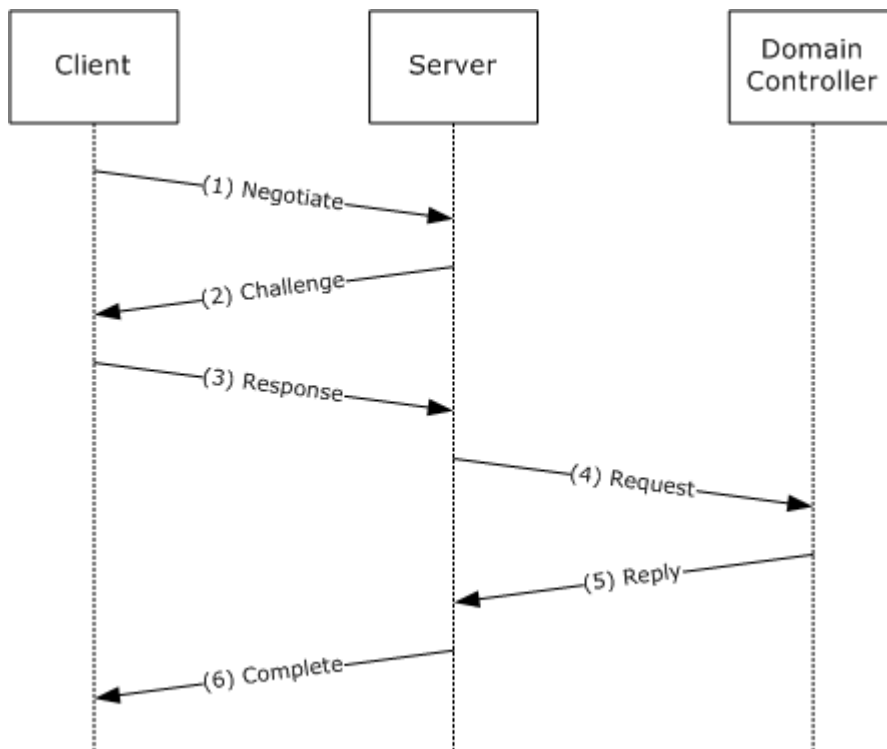 Client
Server
Domain
Controller
(1) Negotiate
(2) Challenge
(3) Response
(4) Request
(5) Reply
(6) Complete